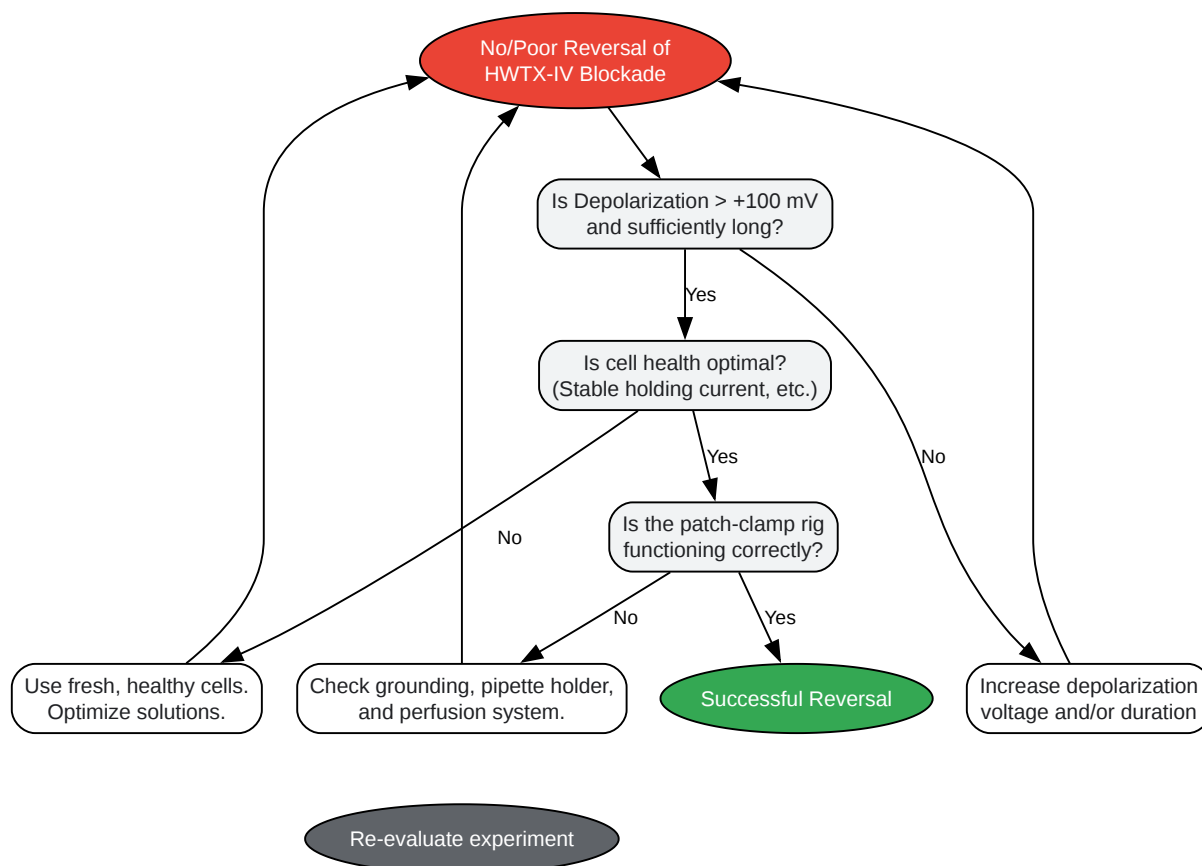 No/Poor Reversal of
HWTX-IV Blockade
Is Depolarization > +100 mV
and sufficiently long?
Yes
Is cell health optimal?
(Stable holding current, etc.)
No
Yes
Is the patch-clamp rig
functioning correctly?
No
No
Yes
Use fresh, healthy cells.
Optimize solutions.
Check grounding, pipette holder,
and perfusion system.
Successful Reversal
Increase depolarization
voltage and/or duration
Re-evaluate experiment